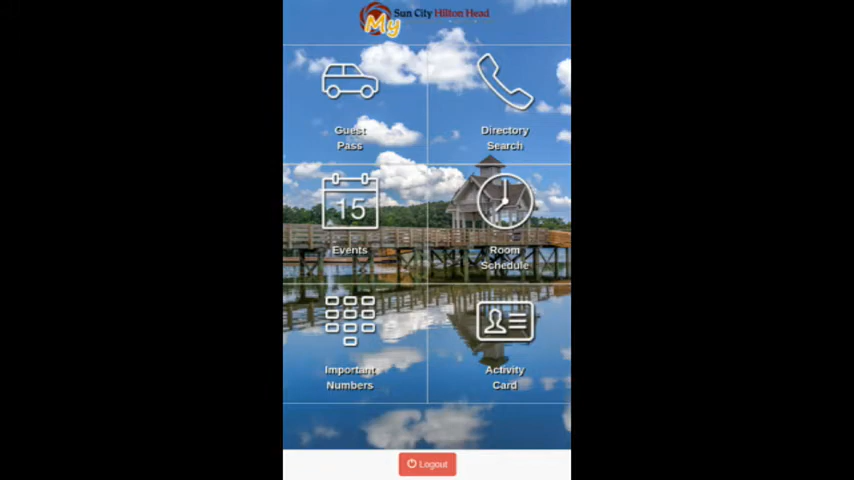 Sun City Hilton Head
My
Guest
Pass
Directory
Search
15
Events
Room
Schedule
Important
Numbers
Activity
Card
Logout